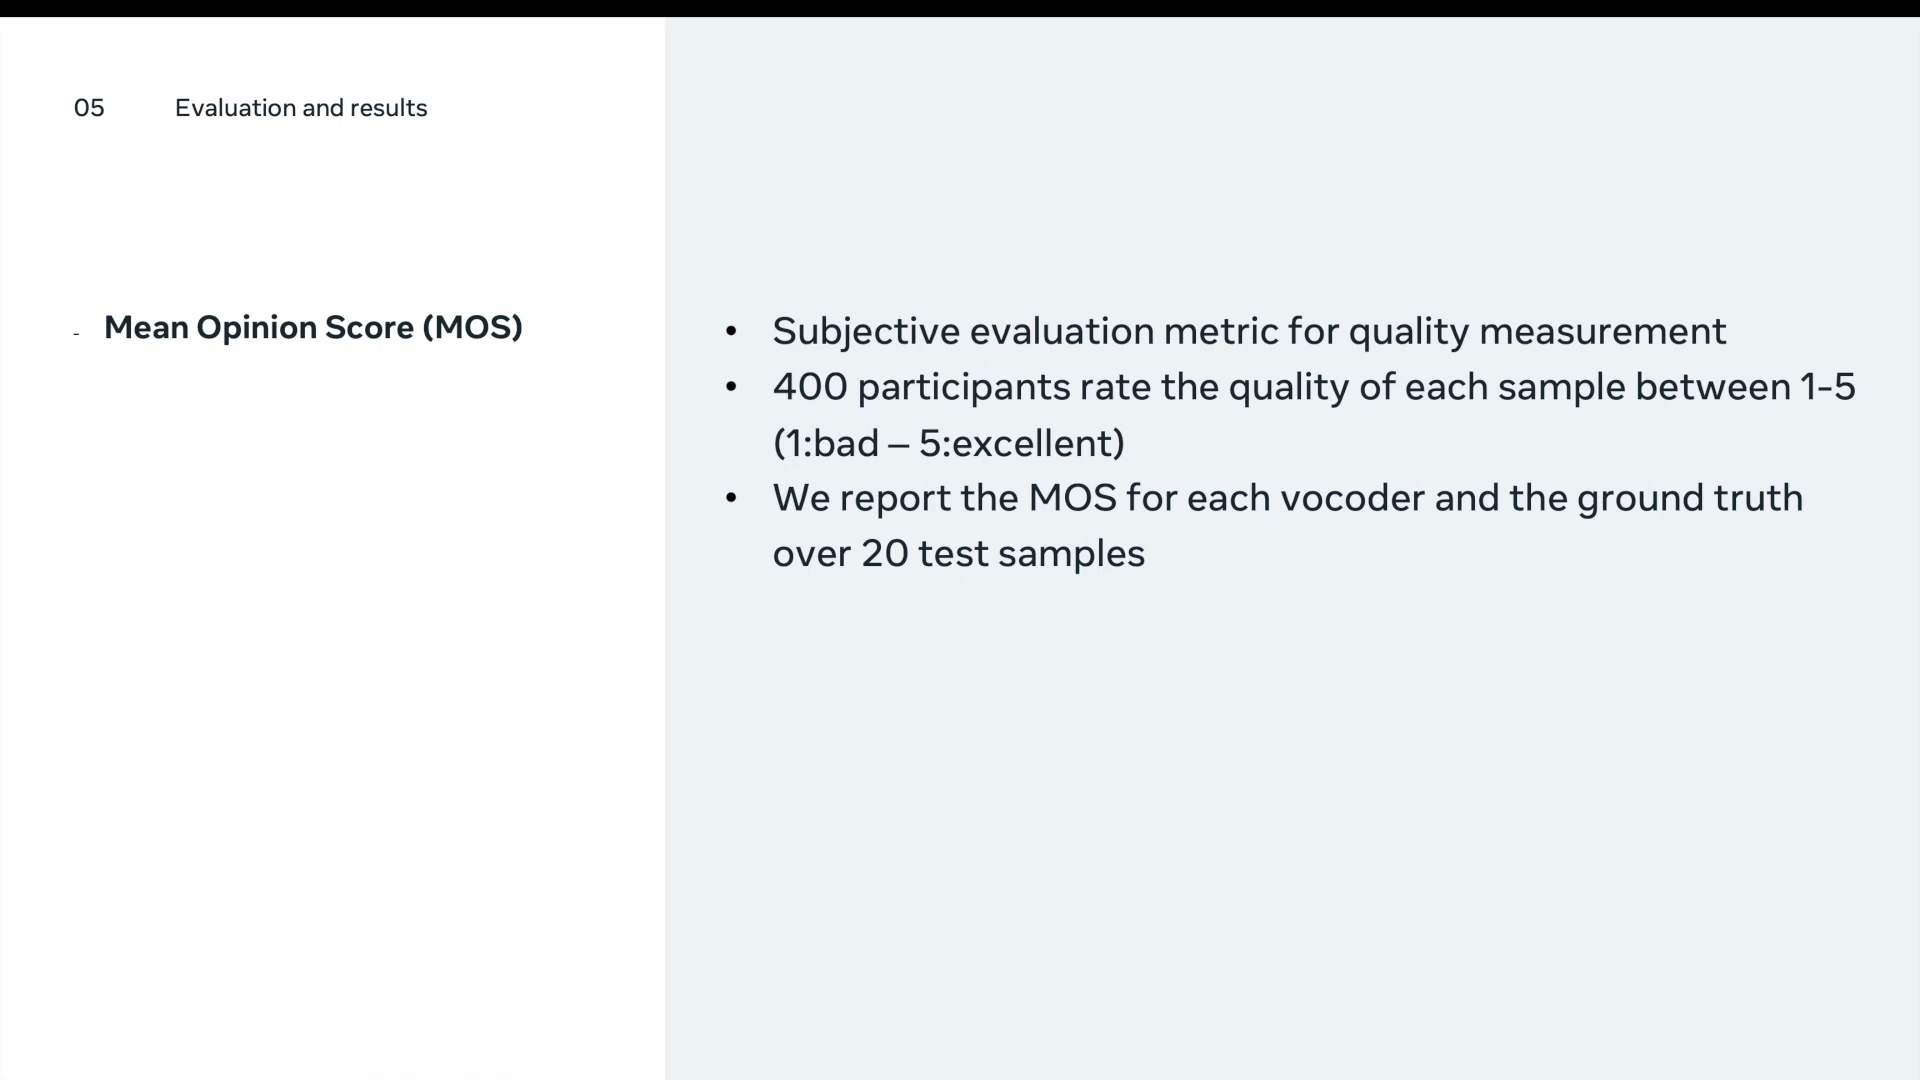 05 Evaluation and results
- Mean Opinion Score (MOS)
• Subjective evaluation metric for quality measurement
• 400 participants rate the quality of each sample between 1-5
(1:bad – 5:excellent)
• We report the MOS for each vocoder and the ground truth
over 20 test samples